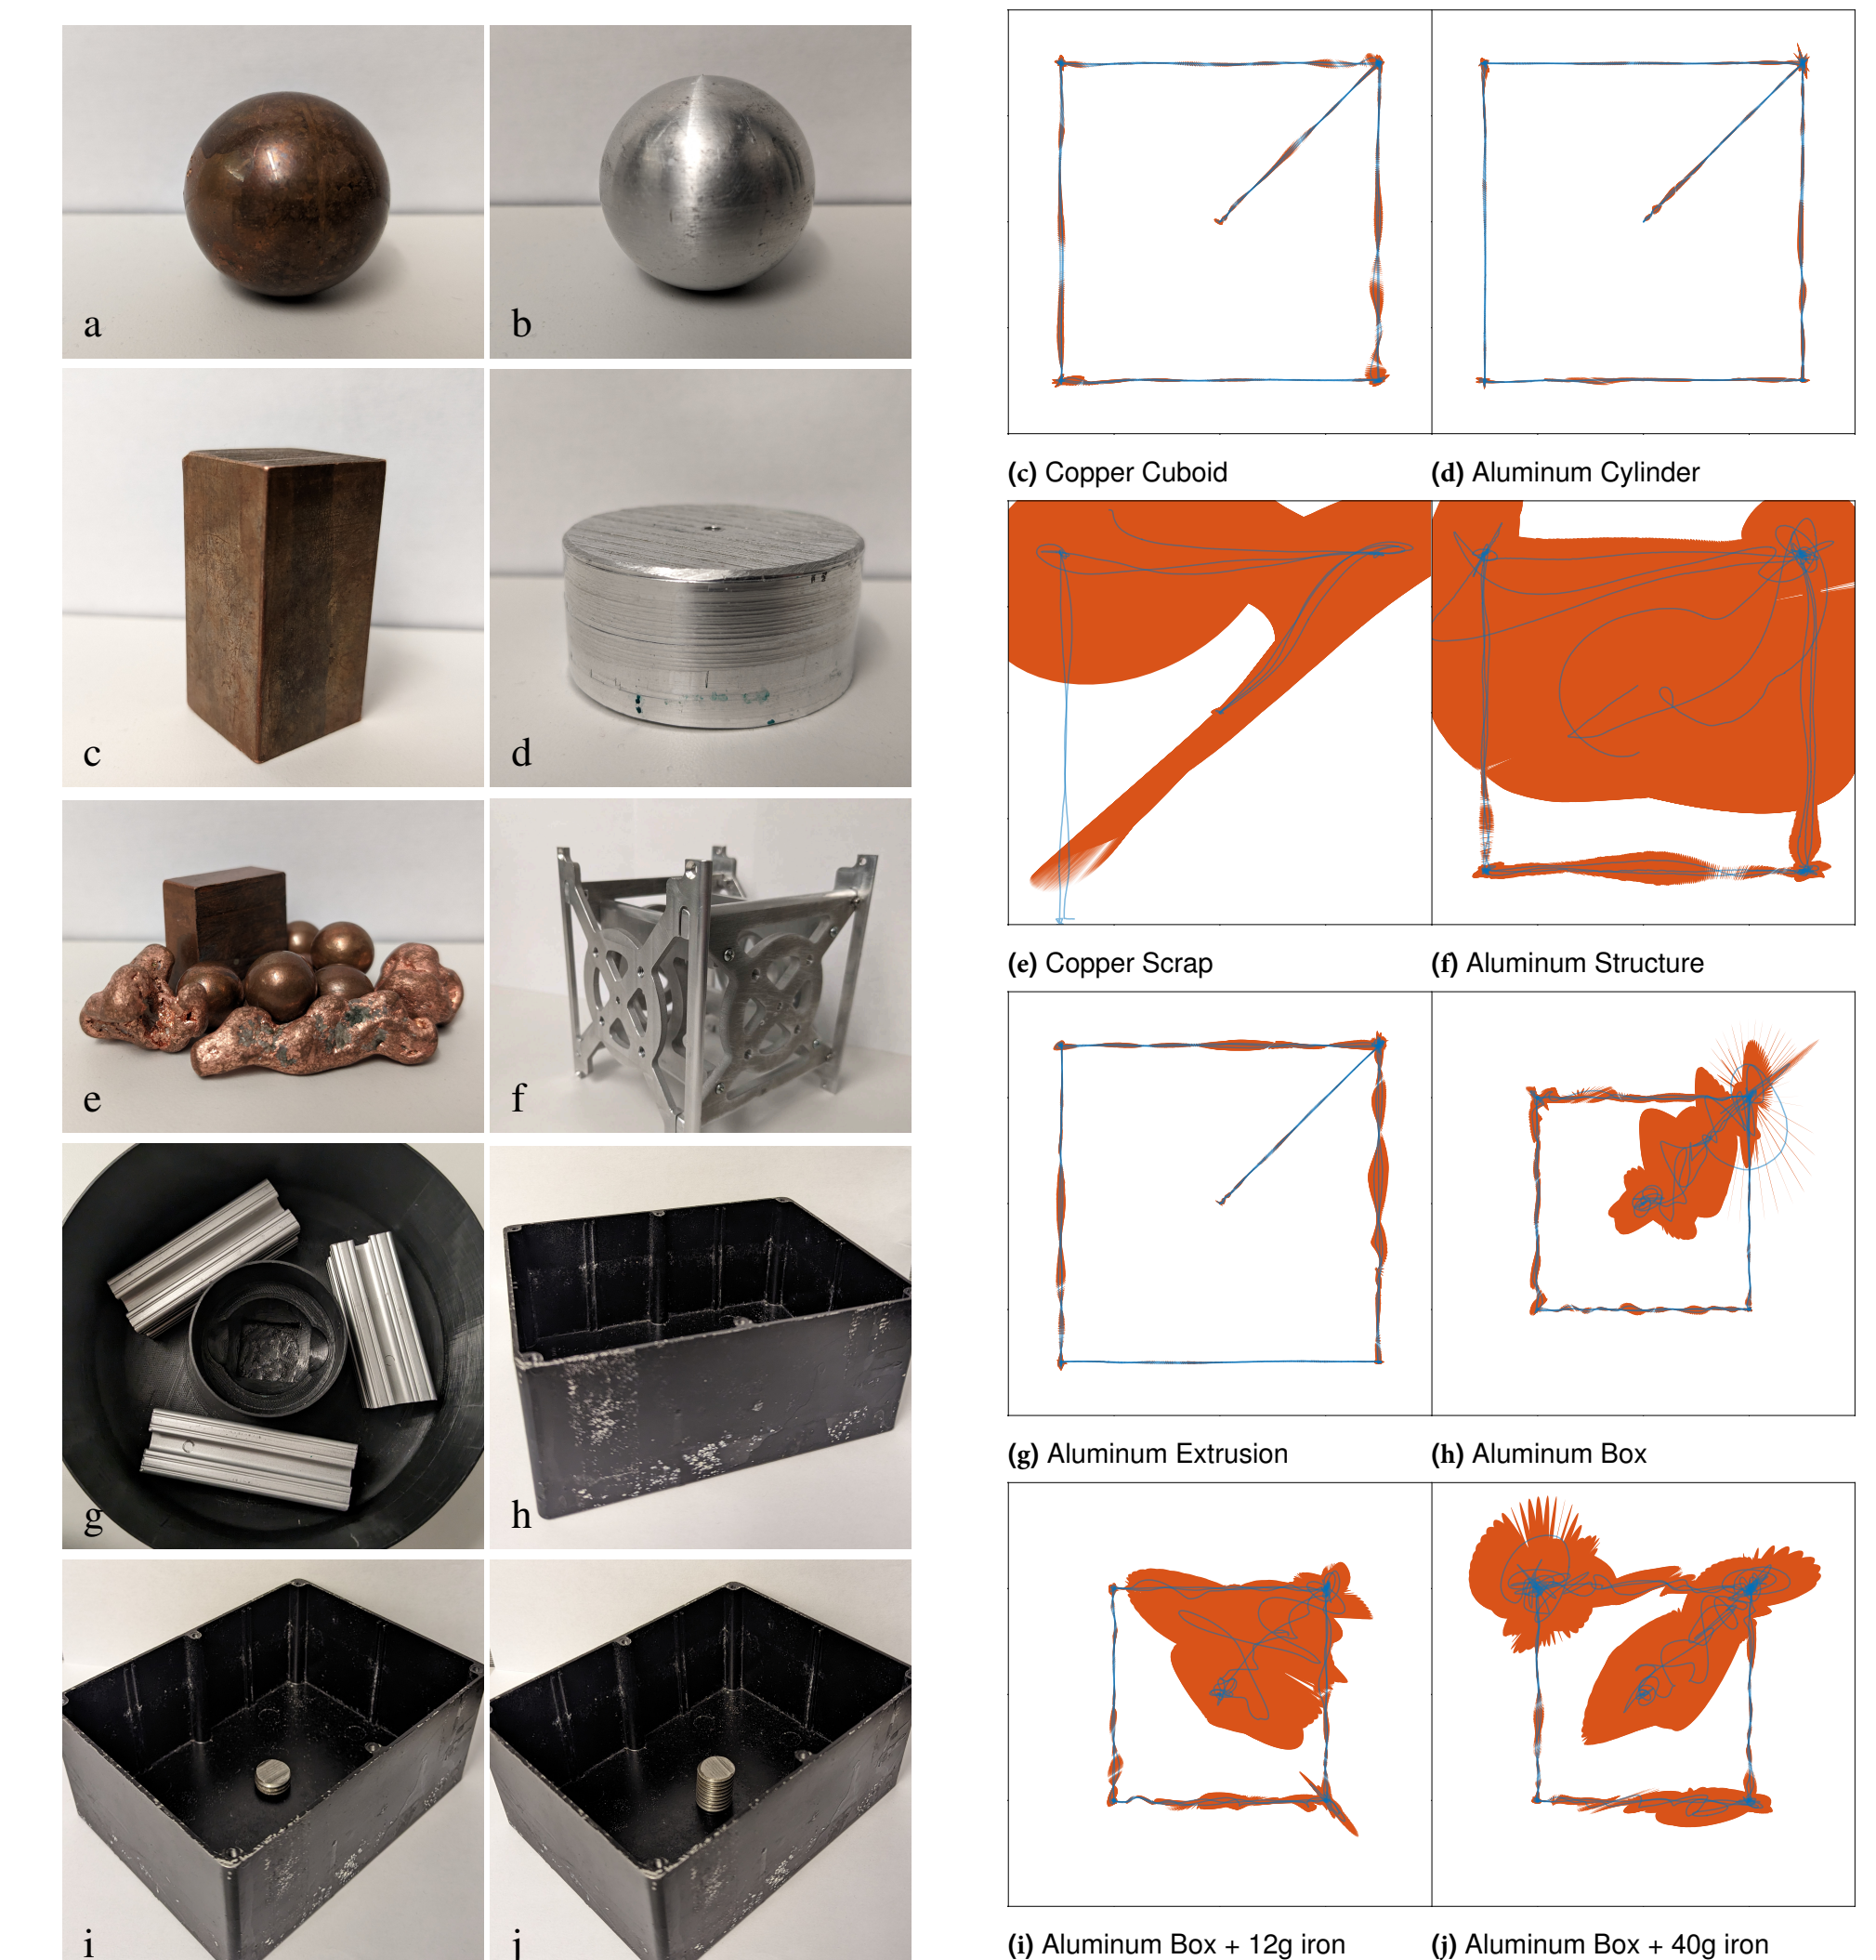 a
b
c
d
e
f
g
h
i
j
(c) Copper Cuboid
(d) Aluminum Cylinder
(e) Copper Scrap
(f) Aluminum Structure
(g) Aluminum Extrusion
(h) Aluminum Box
(i) Aluminum Box + 12g iron
(j) Aluminum Box + 40g iron